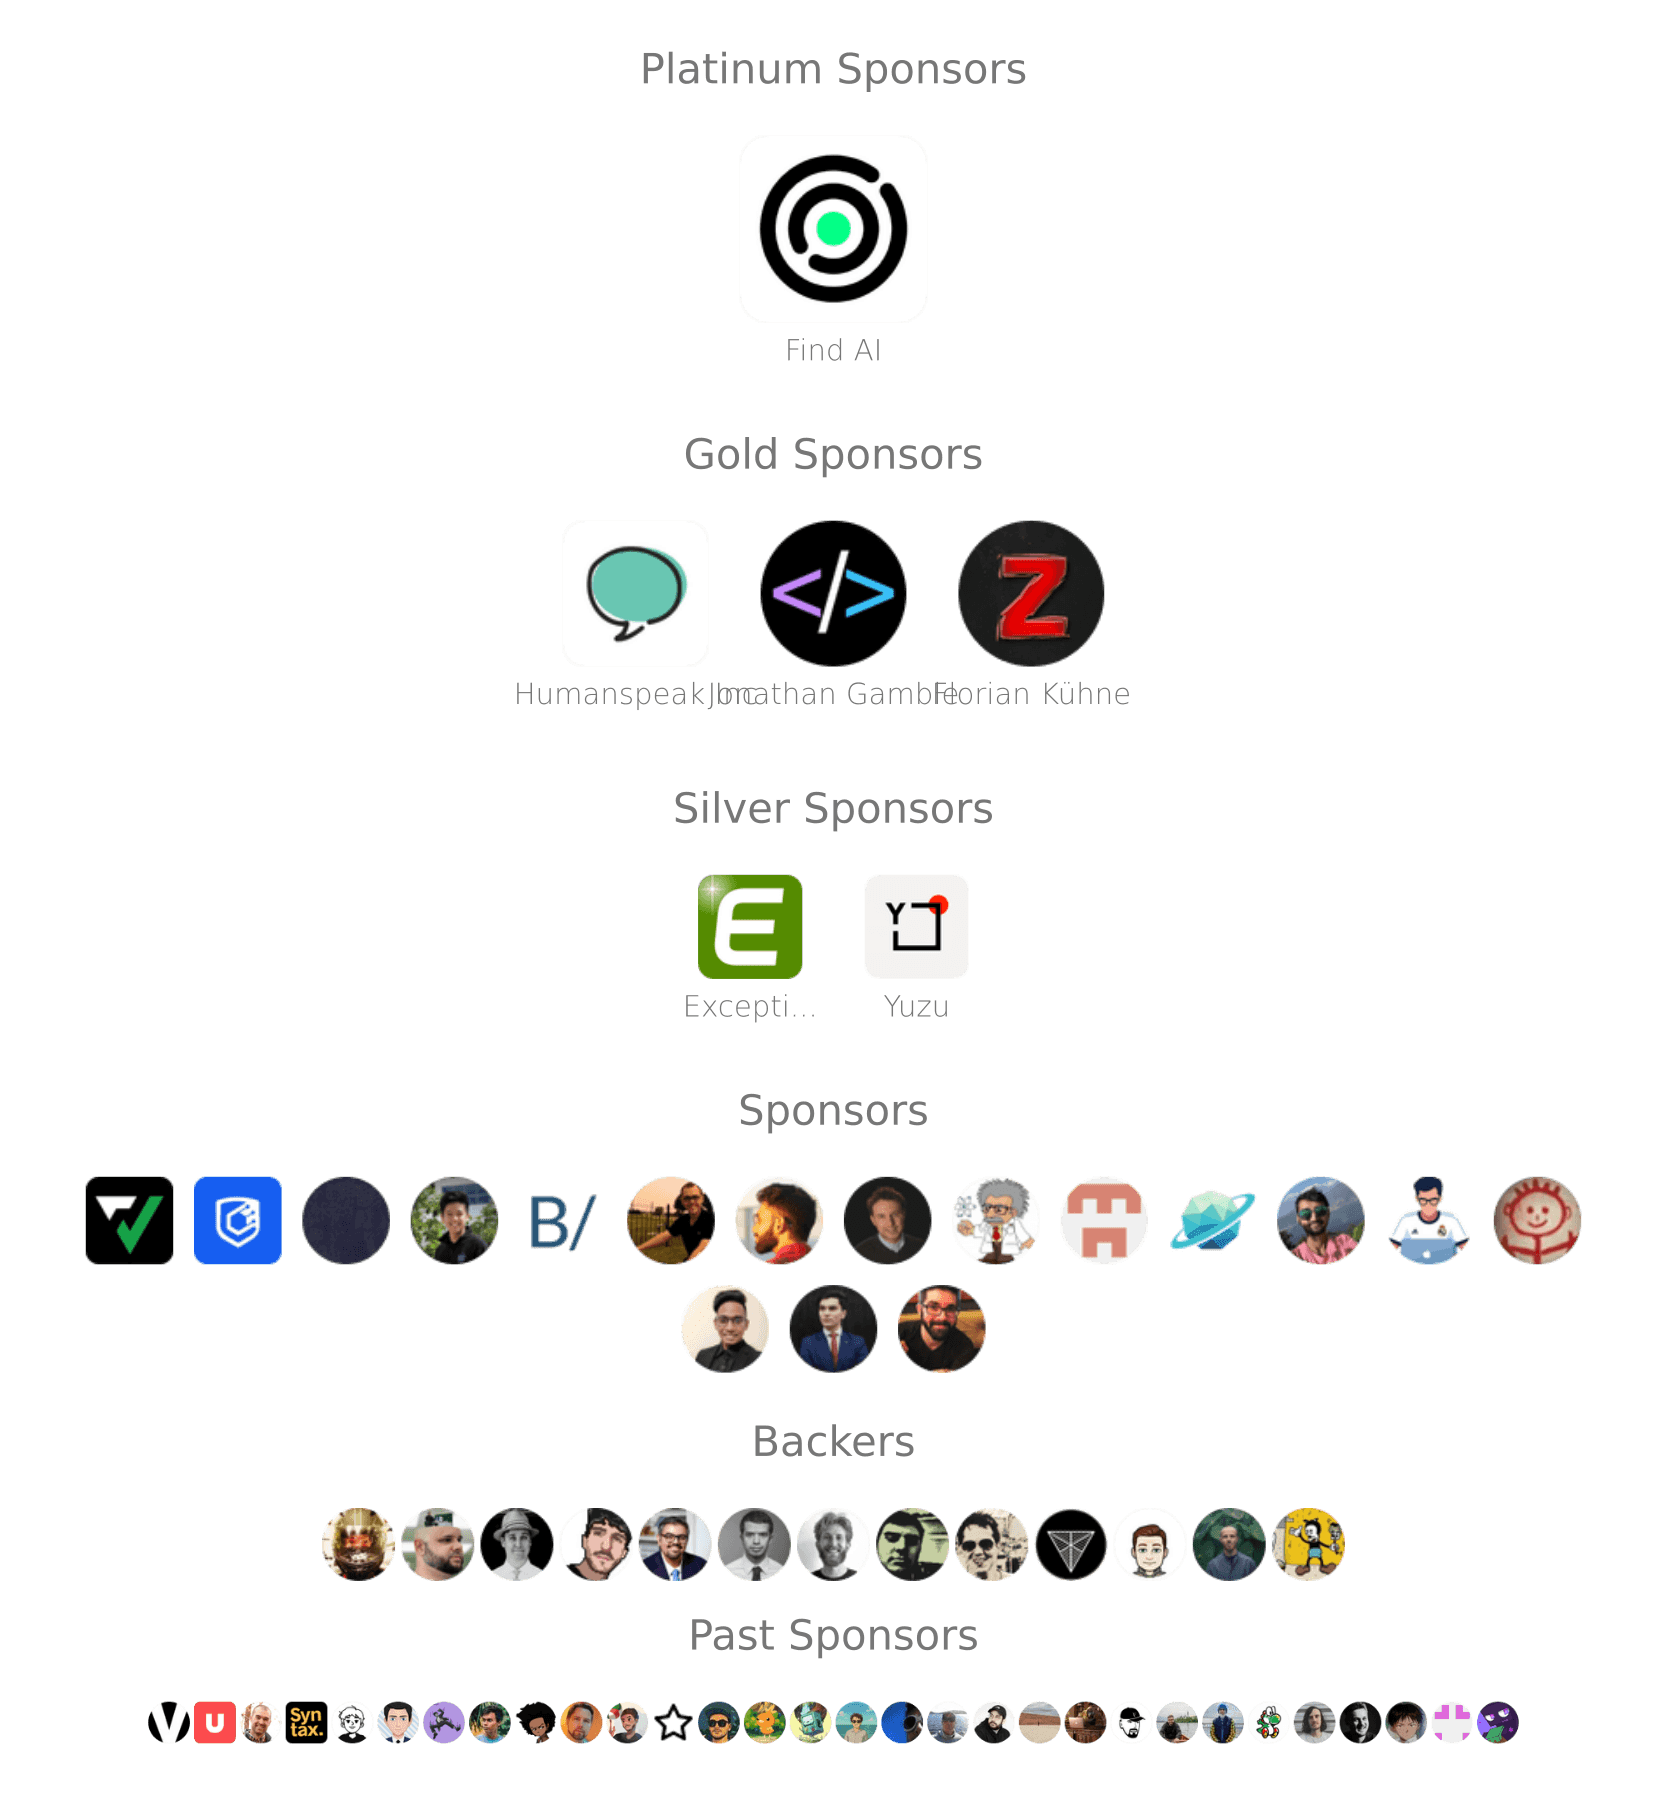 Platinum Sponsors
Find AI
Gold Sponsors
Humanspeak Inc Jonathan Gamble Florian Kühne
Silver Sponsors
E Y
Excepti... Yuzu
Sponsors
B/
Backers
Past Sponsors
Syn
tax.